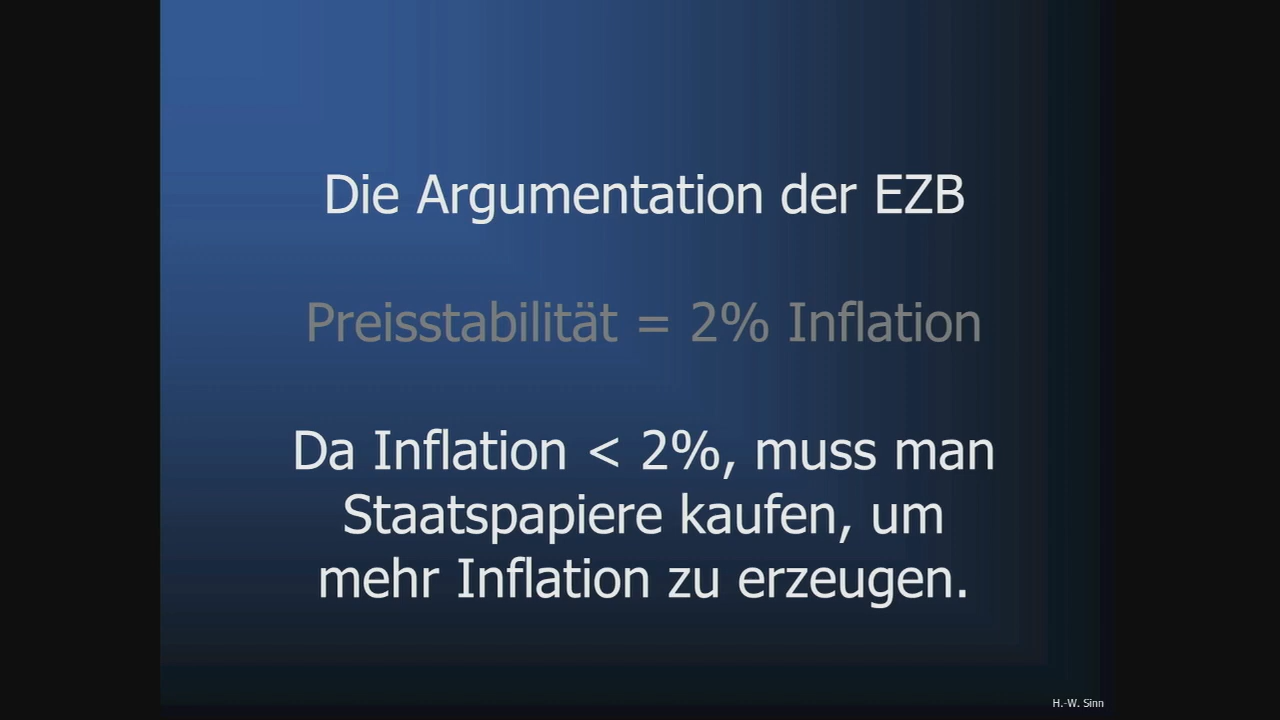 Die Argumentation der EZB
Preisstabilität = 2% Inflation
Da Inflation < 2%, muss man
Staatspapiere kaufen, um
mehr Inflation zu erzeugen.
H.-W. Sinn